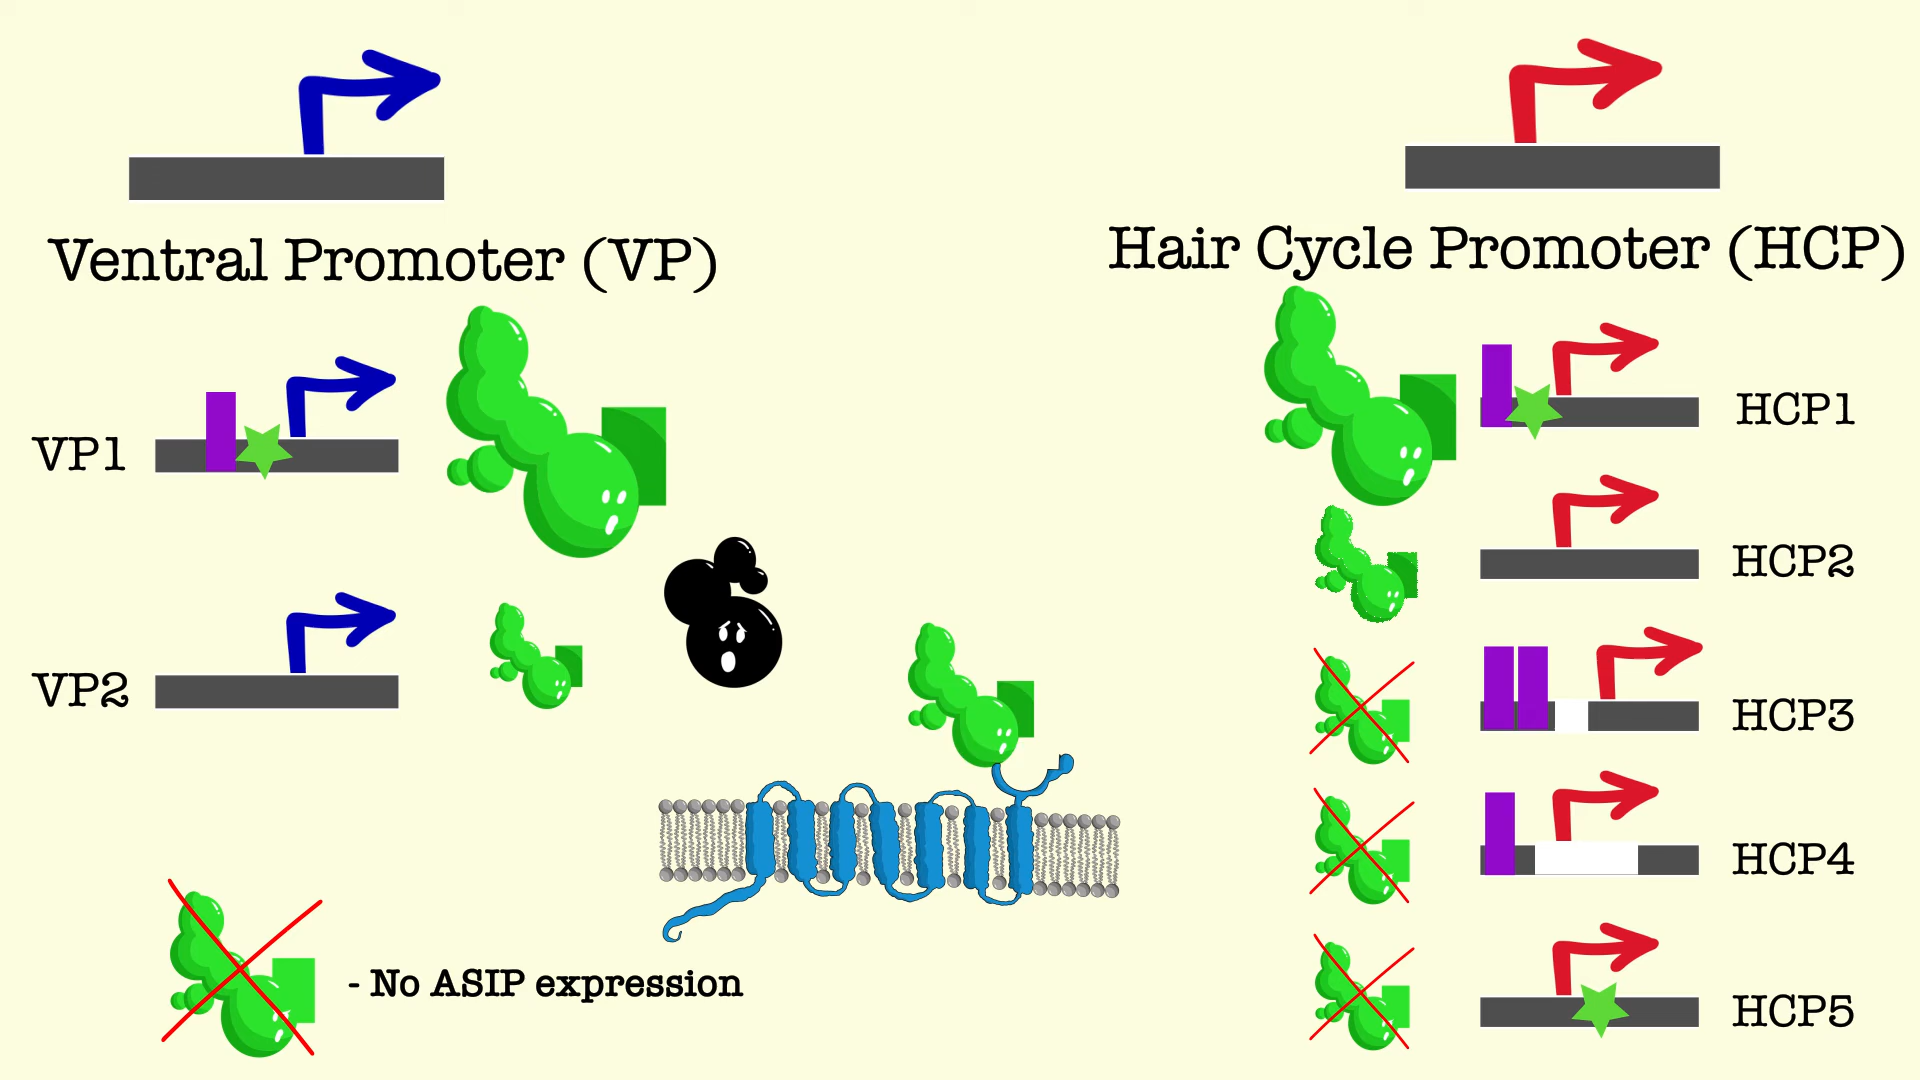 Ventral Promoter (VP)
Hair Cycle Promoter (HCP)
VP1
VP2
HCP1
HCP2
HCP3
HCP4
HCP5
- No ASIP expression